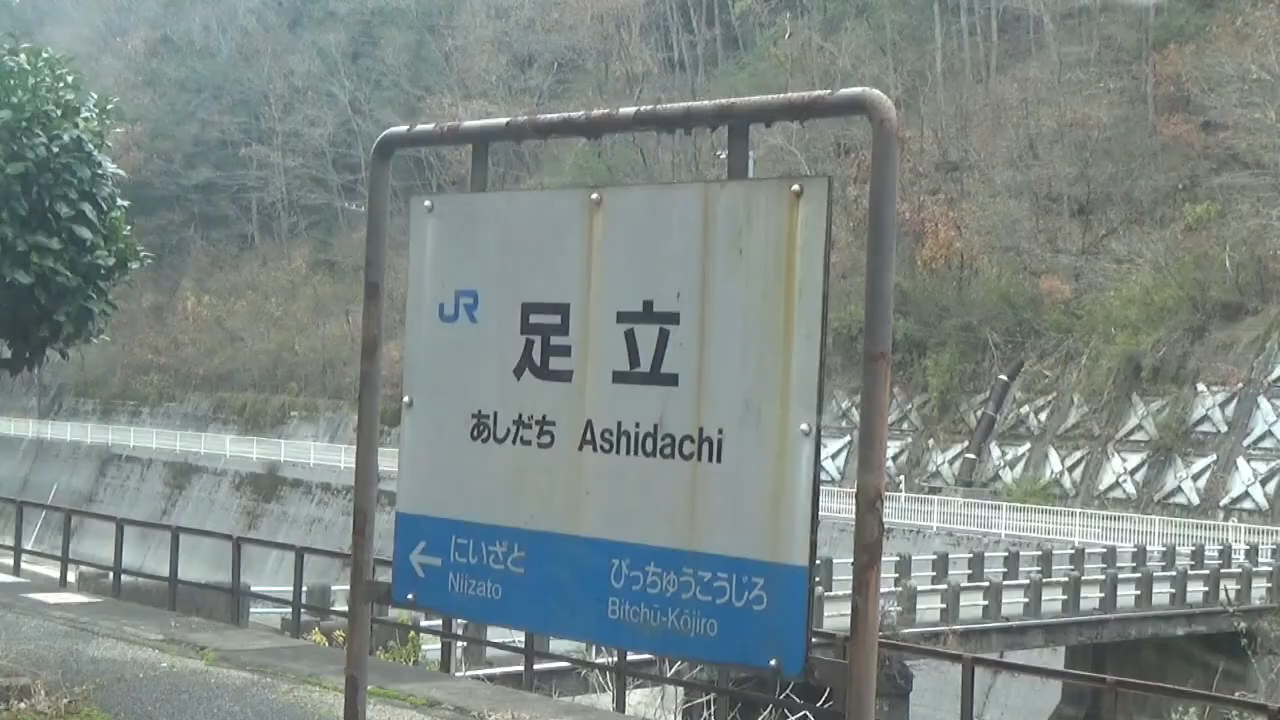 JR 足立
あしだち Ashidachi
← にいざと びっちゅうこうじろ
Niizato Bitchū-Kōjiro